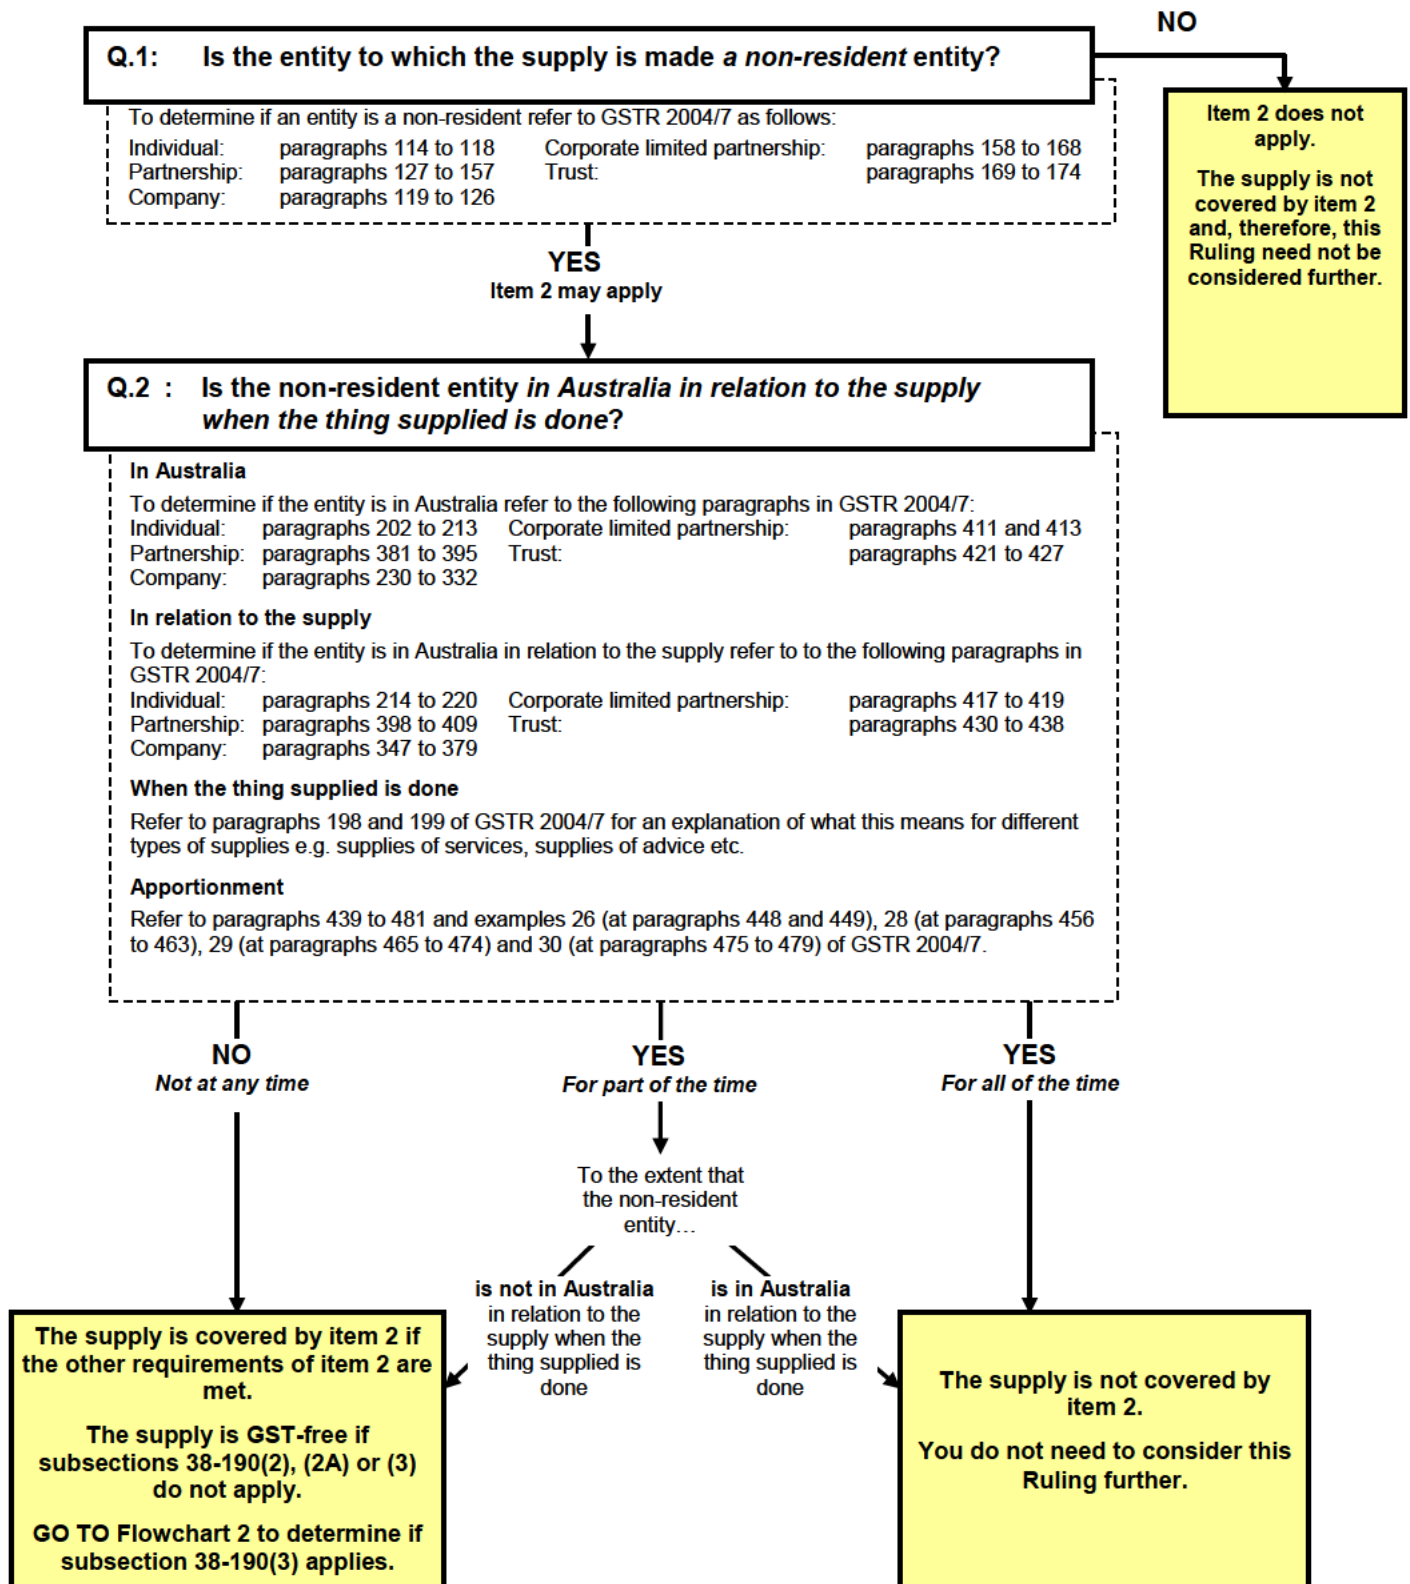 NO
Q.1: Is the entity to which the supply is made a non-resident entity?
To determine if an entity is a non-resident refer to GSTR 2004/7 as follows:
Individual: paragraphs 114 to 118 Corporate limited partnership: paragraphs 158 to 168
Partnership: paragraphs 127 to 157 Trust: paragraphs 169 to 174
Company: paragraphs 119 to 126
Item 2 does not
apply.
The supply is not
covered by item 2
and, therefore, this
Ruling need not be
considered further.
YES
Item 2 may apply
Q.2 : Is the non-resident entity in Australia in relation to the supply
when the thing supplied is done?
In Australia
To determine if the entity is in Australia refer to the following paragraphs in GSTR 2004/7:
Individual: paragraphs 202 to 213 Corporate limited partnership: paragraphs 411 and 413
Partnership: paragraphs 381 to 395 Trust: paragraphs 421 to 427
Company: paragraphs 230 to 332
In relation to the supply
To determine if the entity is in Australia in relation to the supply refer to to the following paragraphs in
GSTR 2004/7:
Individual: paragraphs 214 to 220 Corporate limited partnership: paragraphs 417 to 419
Partnership: paragraphs 398 to 409 Trust: paragraphs 430 to 438
Company: paragraphs 347 to 379
When the thing supplied is done
Refer to paragraphs 198 and 199 of GSTR 2004/7 for an explanation of what this means for different
types of supplies e.g. supplies of services, supplies of advice etc.
Apportionment
Refer to paragraphs 439 to 481 and examples 26 (at paragraphs 448 and 449), 28 (at paragraphs 456
to 463), 29 (at paragraphs 465 to 474) and 30 (at paragraphs 475 to 479) of GSTR 2004/7.
NO
Not at any time
YES
For part of the time
YES
For all of the time
To the extent that
the non-resident
entity…
is not in Australia
in relation to the
supply when the
thing supplied is
done
is in Australia
in relation to the
supply when the
thing supplied is
done
The supply is covered by item 2 if
the other requirements of item 2 are
met.
The supply is GST-free if
subsections 38-190(2), (2A) or (3)
do not apply.
GO TO Flowchart 2 to determine if
subsection 38-190(3) applies.
The supply is not covered by
item 2.
You do not need to consider this
Ruling further.